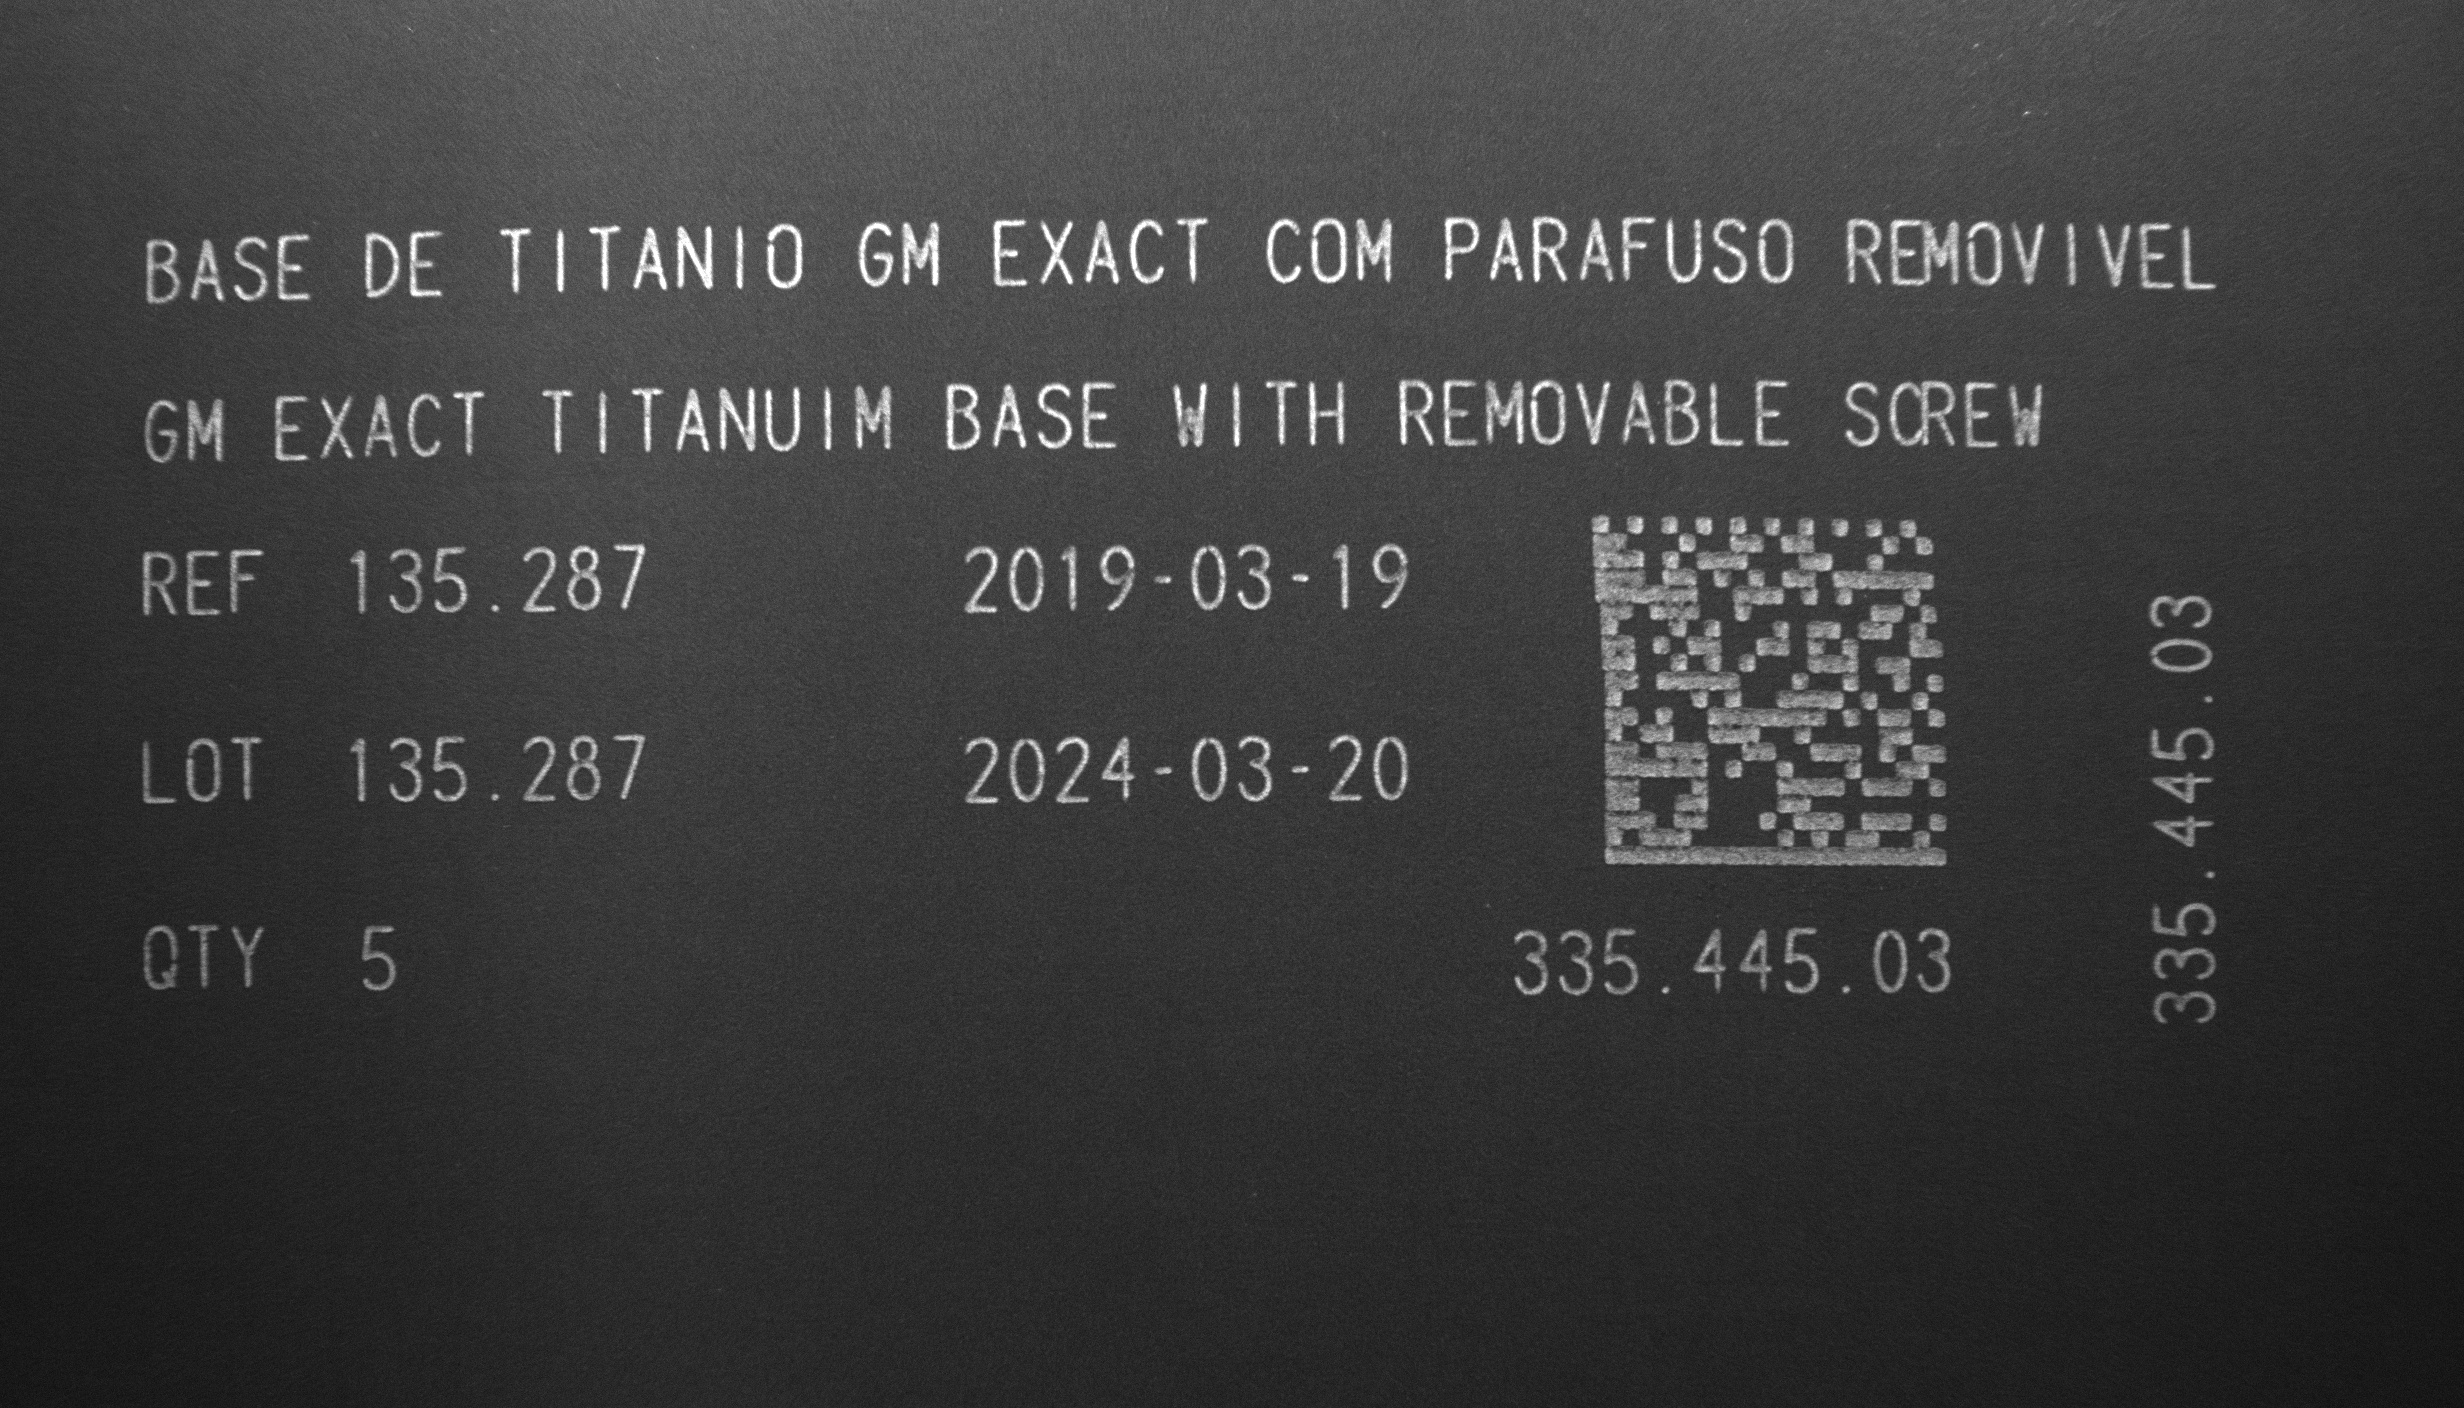 BASE DE TITANIO GM EXACT COM PARAFUSO REMOVIVEL
GM EXACT TITANUIM BASE WITH REMOVABLE SCREW
REF 135.287 2019-03-19
LOT 135.287 2024-03-20
QTY 5
335.445.03
335.445.03